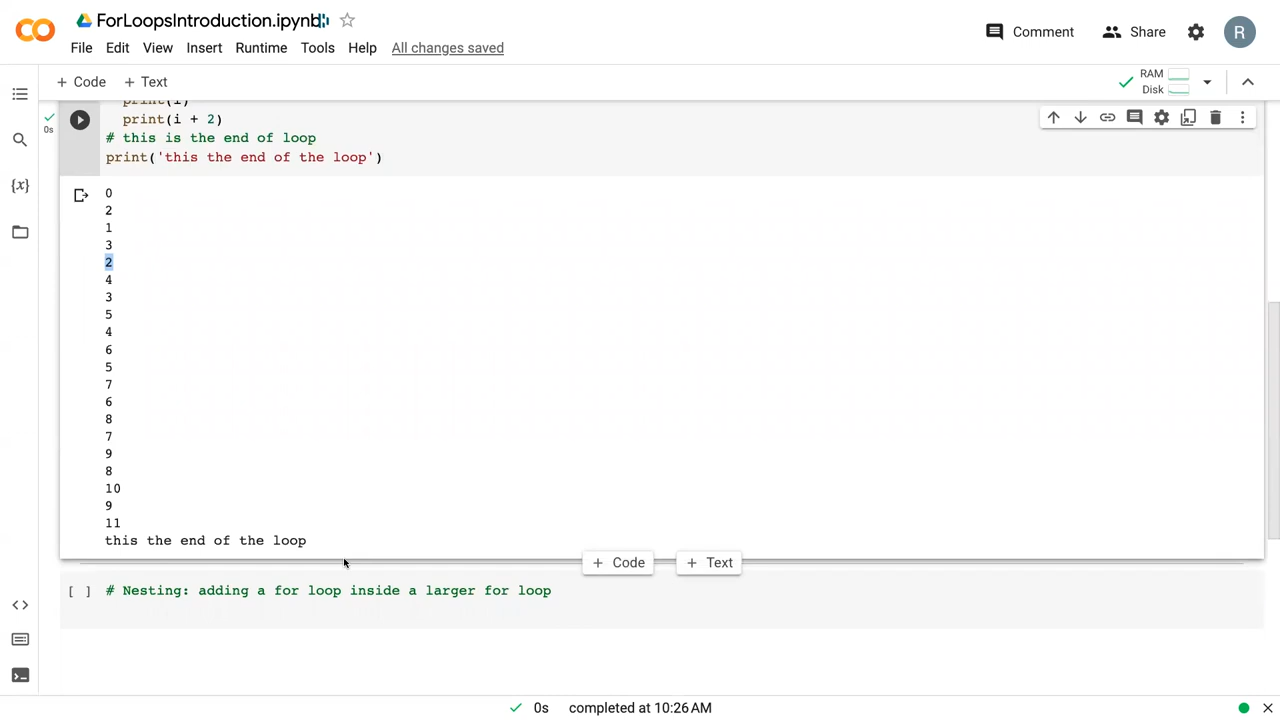 ForLoopsIntroduction.ipynb
File Edit View Insert Runtime Tools Help All changes saved
Comment Share R
+ Code + Text
RAM
Disk
print(i)
print(i + 2)
# this is the end of loop
print('this the end of the loop')
0s
{x}
0
2
1
3
2
4
3
5
4
6
5
7
6
8
7
9
8
10
9
11
this the end of the loop
+ Code + Text
[ ] # Nesting: adding a for loop inside a larger for loop
0s completed at 10:26 AM